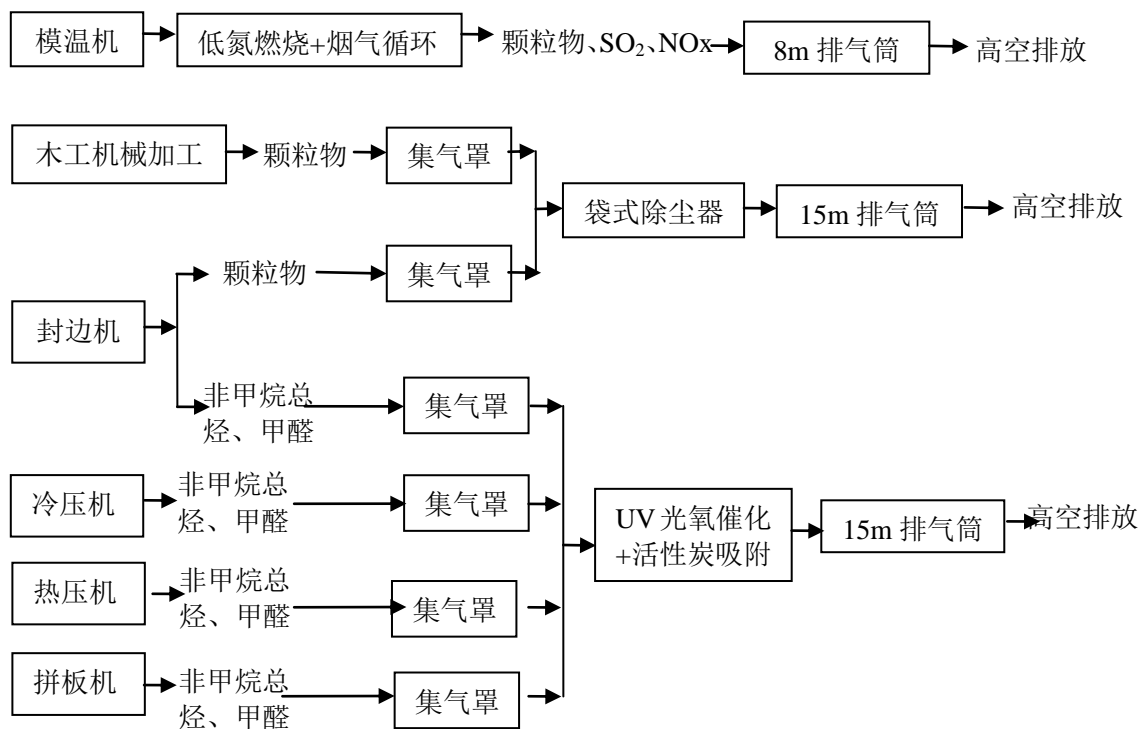 模温机
低氮燃烧+烟气循环
颗粒物、SO₂、NOx
8m 排气筒
高空排放
木工机械加工
颗粒物
集气罩
袋式除尘器
15m 排气筒
高空排放
颗粒物
集气罩
封边机
非甲烷总
烃、甲醛
集气罩
冷压机
非甲烷总
烃、甲醛
集气罩
UV 光氧催化
+活性炭吸附
15m 排气筒
高空排放
热压机
非甲烷总
烃、甲醛
集气罩
拼板机
非甲烷总
烃、甲醛
集气罩